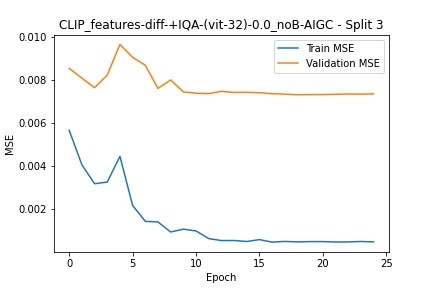 CLIP_features-diff-+IQA-(vit-32)-0.0_noB-AIGC - Split 3
0.010
0.008
0.006
0.004
0.002
MSE
Train MSE
Validation MSE
0 5 10 15 20 25
Epoch